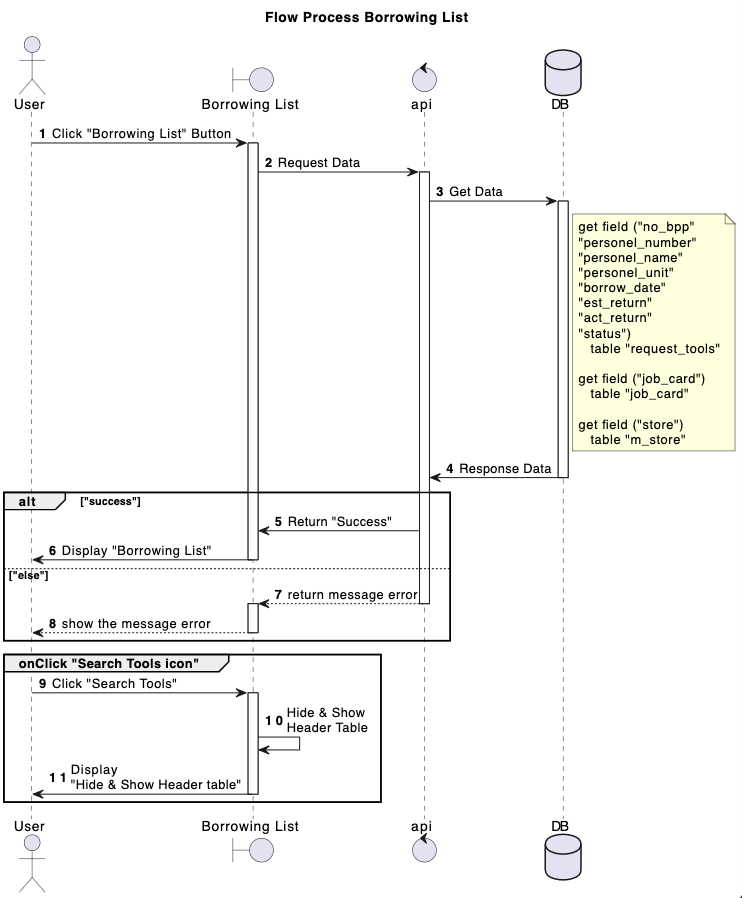 Flow Process Borrowing List
User
Borrowing List
api
DB
1 Click "Borrowing List" Button
2 Request Data
3 Get Data
get field ("no_bpp"
"personel_number"
"personel_name"
"personel_unit"
"borrow_date"
"est_return"
"act_return"
"status")
table "request_tools"
get field ("job_card")
table "job_card"
get field ("store")
table "m_store"
4 Response Data
alt ["success"]
5 Return "Success"
6 Display "Borrowing List"
["else"]
7 return message error
8 show the message error
onClick "Search Tools icon"
9 Click "Search Tools"
10 Hide & Show
Header Table
11 Display
"Hide & Show Header table"
User
Borrowing List
api
DB